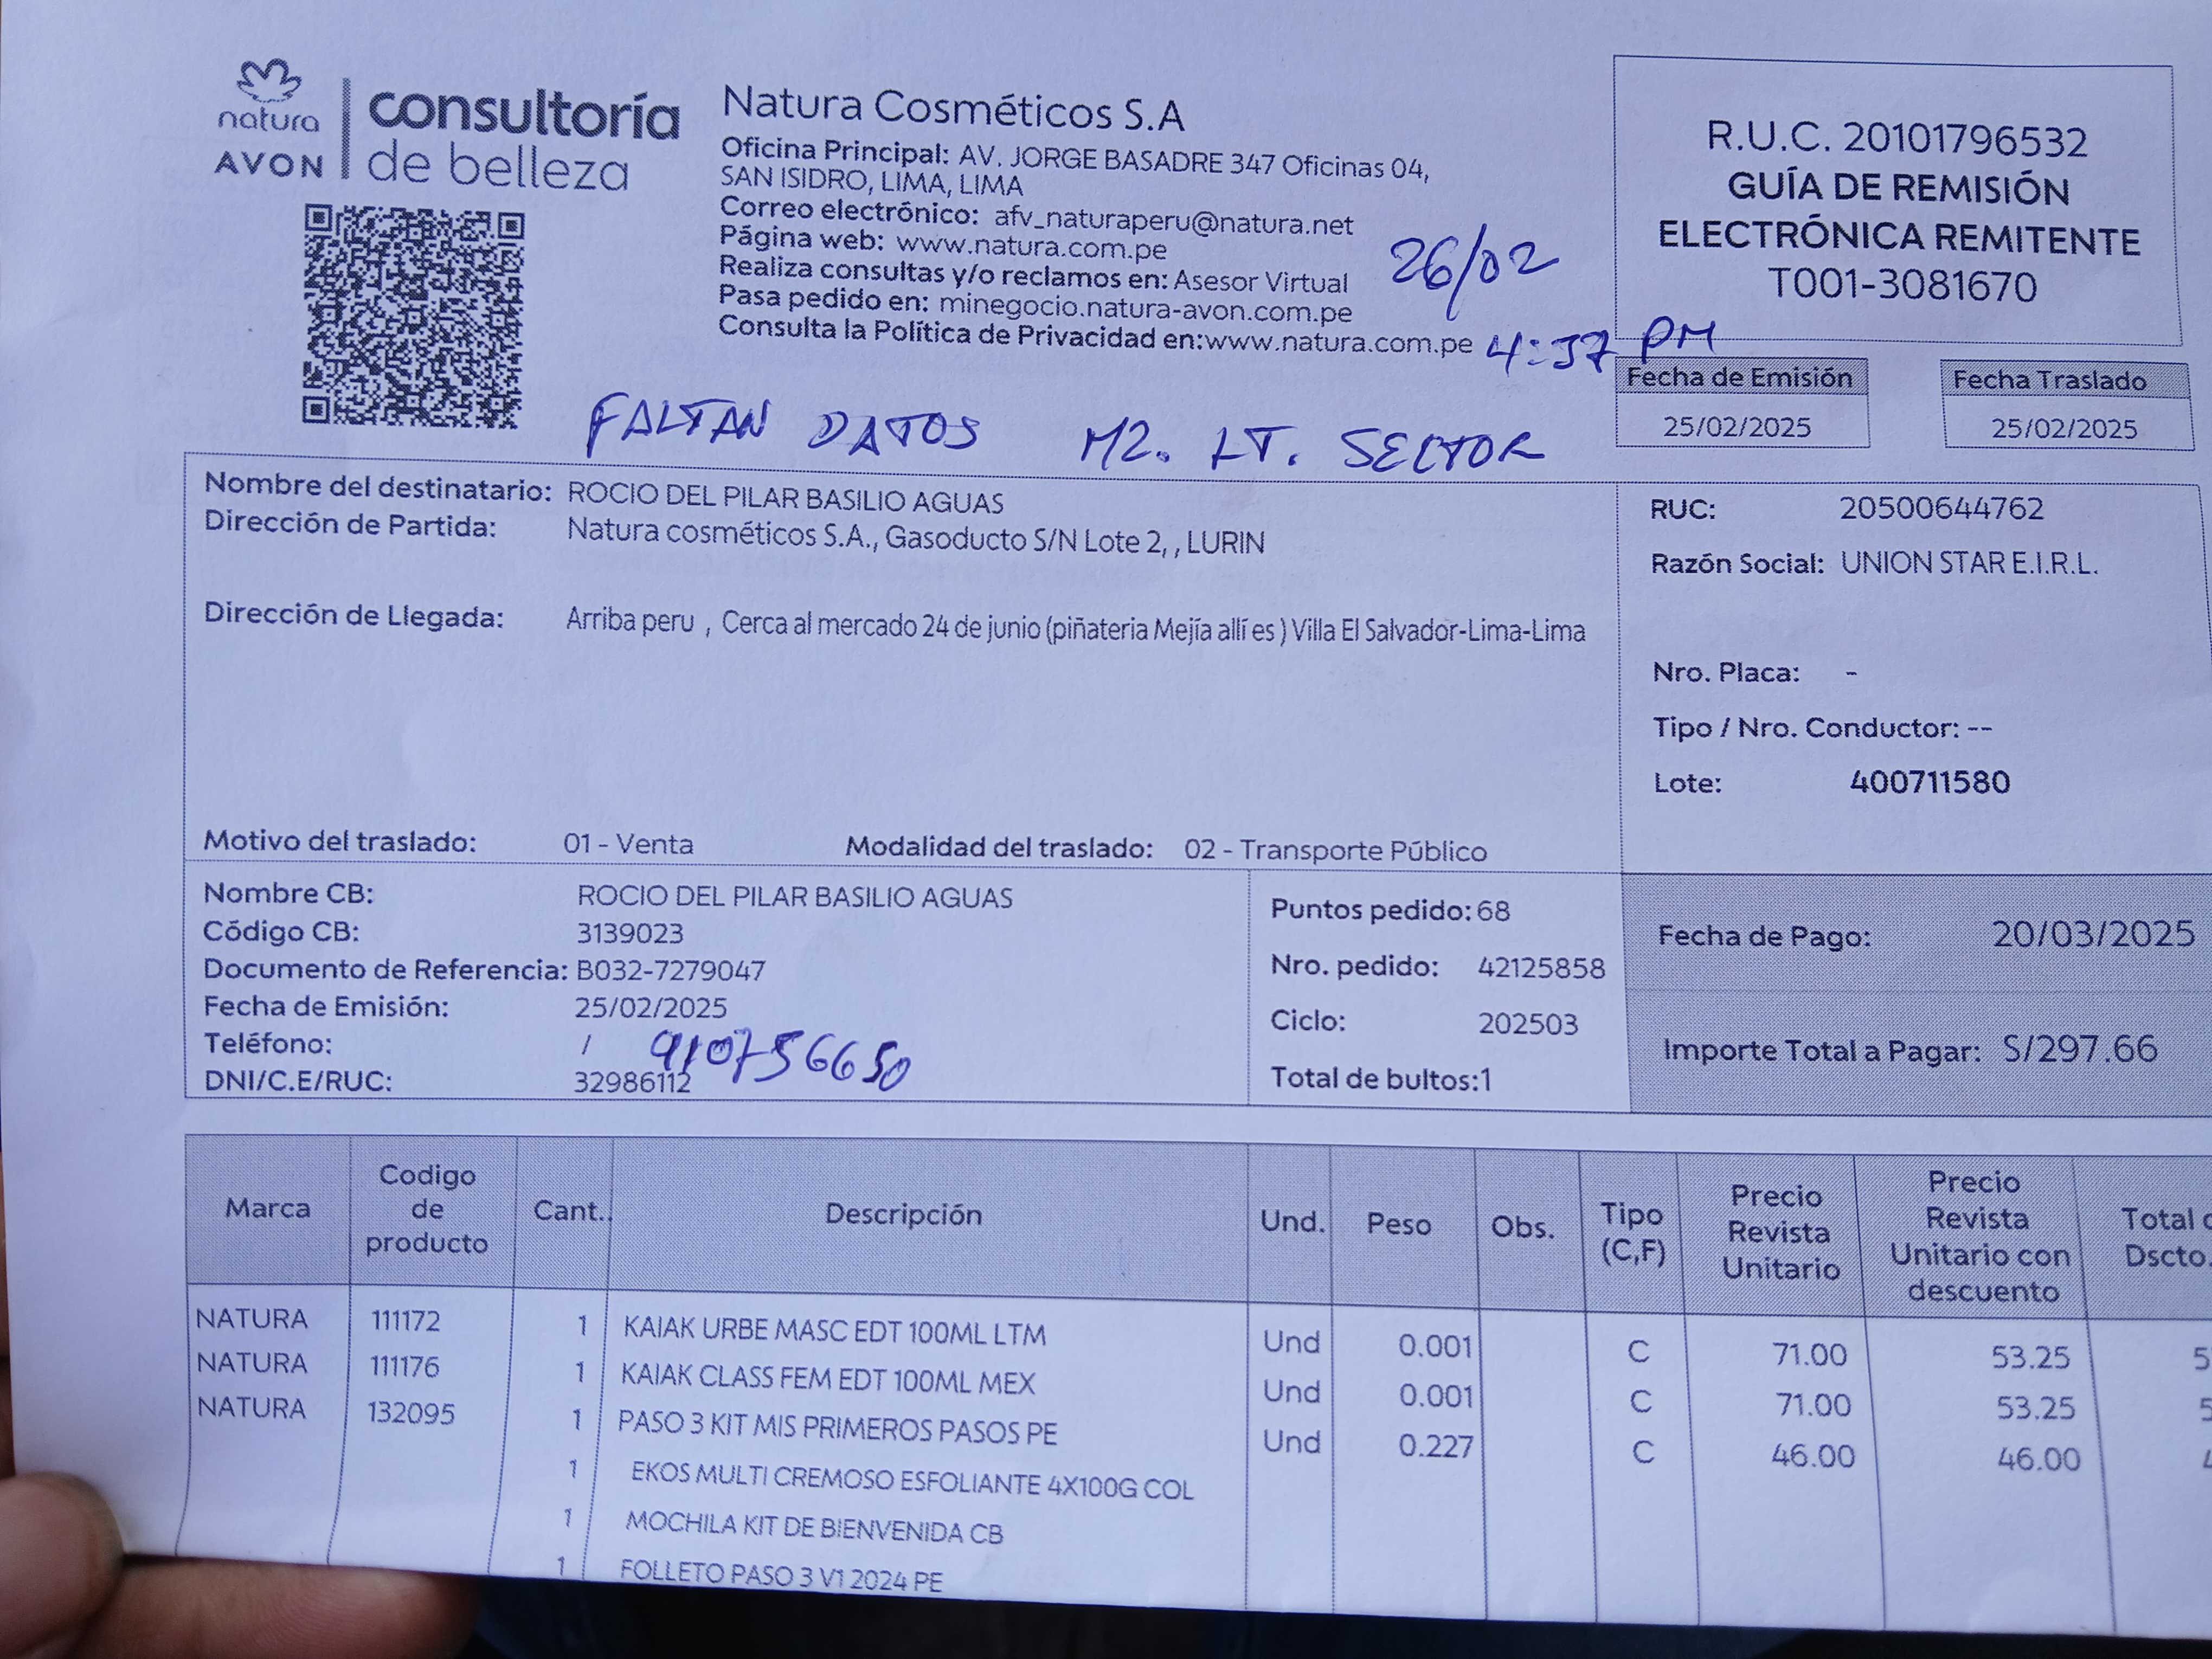 natura
AVON
consultoría
de belleza
Natura Cosméticos S.A
Oficina Principal: AV. JORGE BASADRE 347 Oficinas 04,
SAN ISIDRO, LIMA, LIMA
Correo electrónico: afv_naturaperu@natura.net
Página web: www.natura.com.pe
Realiza consultas y/o reclamos en: Asesor Virtual
Pasa pedido en: minegocio.natura-avon.com.pe
Consulta la Política de Privacidad en:www.natura.com.pe
26/02
4:37 PM
R.U.C. 20101796532
GUÍA DE REMISIÓN
ELECTRÓNICA REMITENTE
T001-3081670
Fecha de Emisión
25/02/2025
Fecha Traslado
25/02/2025
FALTAN DATOS MZ. LT. SECTOR
Nombre del destinatario: ROCIO DEL PILAR BASILIO AGUAS
Dirección de Partida: Natura cosméticos S.A., Gasoducto S/N Lote 2, , LURIN
Dirección de Llegada: Arriba peru , Cerca al mercado 24 de junio (piñateria Mejía allí es ) Villa El Salvador-Lima-Lima
Motivo del traslado: 01 - Venta Modalidad del traslado: 02 - Transporte Público
RUC: 20500644762
Razón Social: UNION STAR E.I.R.L.
Nro. Placa: -
Tipo / Nro. Conductor: --
Lote: 400711580
Nombre CB: ROCIO DEL PILAR BASILIO AGUAS
Código CB: 3139023
Documento de Referencia: B032-7279047
Fecha de Emisión: 25/02/2025
Teléfono: / 910756650
DNI/C.E/RUC: 32986112
Puntos pedido: 68
Nro. pedido: 42125858
Ciclo: 202503
Total de bultos:1
Fecha de Pago: 20/03/2025
Importe Total a Pagar: S/297.66
Marca Codigo de producto Cant. Descripción Und. Peso Obs. Tipo (C,F) Precio Revista Unitario Precio Revista Unitario con descuento Total Dscto.
NATURA 111172 1 KAIAK URBE MASC EDT 100ML LTM Und 0.001 C 71.00 53.25
NATURA 111176 1 KAIAK CLASS FEM EDT 100ML MEX Und 0.001 C 71.00 53.25
NATURA 132095 1 PASO 3 KIT MIS PRIMEROS PASOS PE Und 0.227 C 46.00 46.00
1 EKOS MULTI CREMOSO ESFOLIANTE 4X100G COL
1 MOCHILA KIT DE BIENVENIDA CB
1 FOLLETO PASO 3 V1 2024 PE